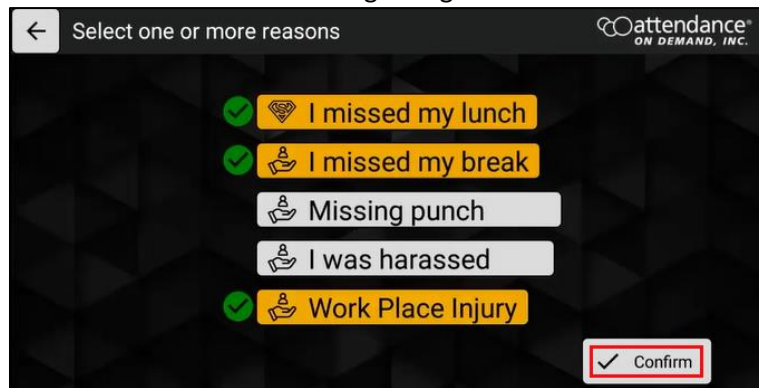 Select one or more reasons
attendance®
ON DEMAND, INC.
I missed my lunch
I missed my break
Missing punch
I was harassed
Work Place Injury
Confirm